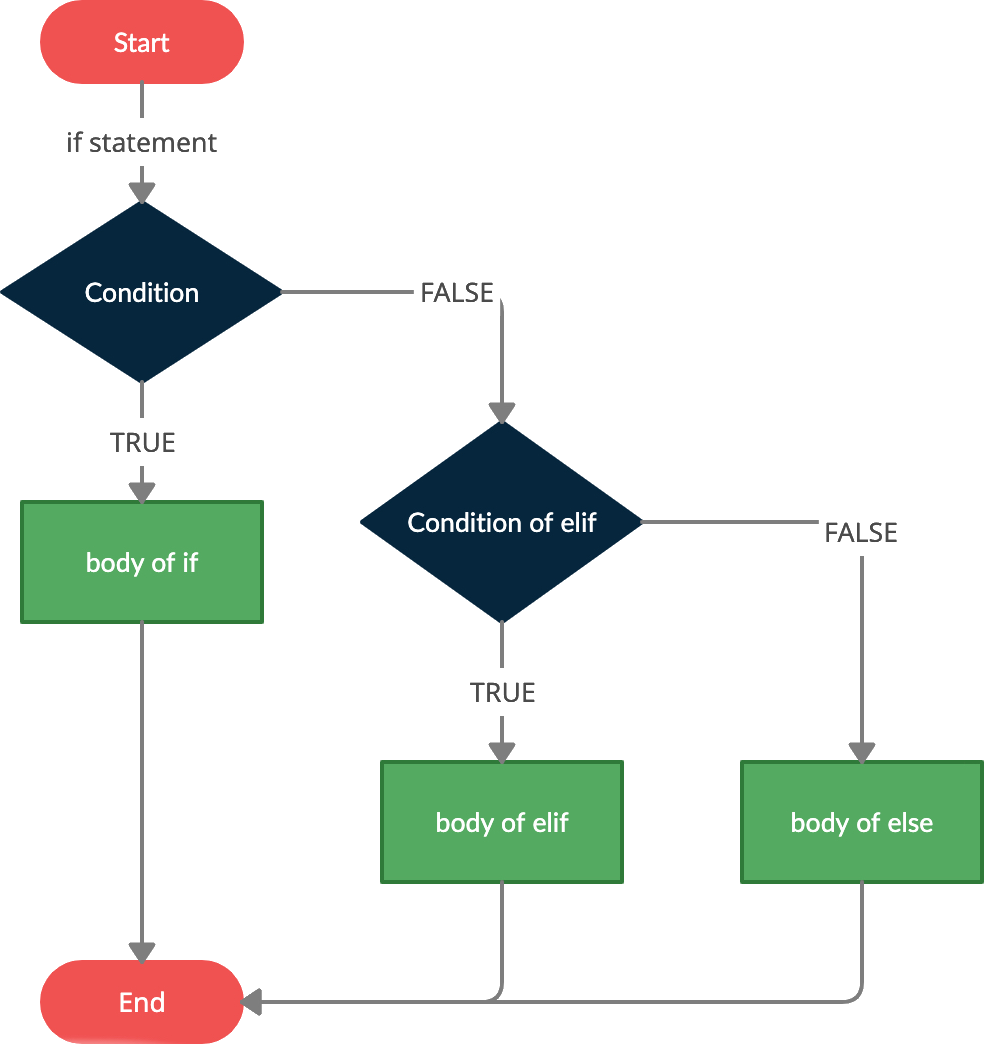 Start
if statement
Condition
FALSE
TRUE
body of if
Condition of elif
FALSE
TRUE
body of elif
body of else
End